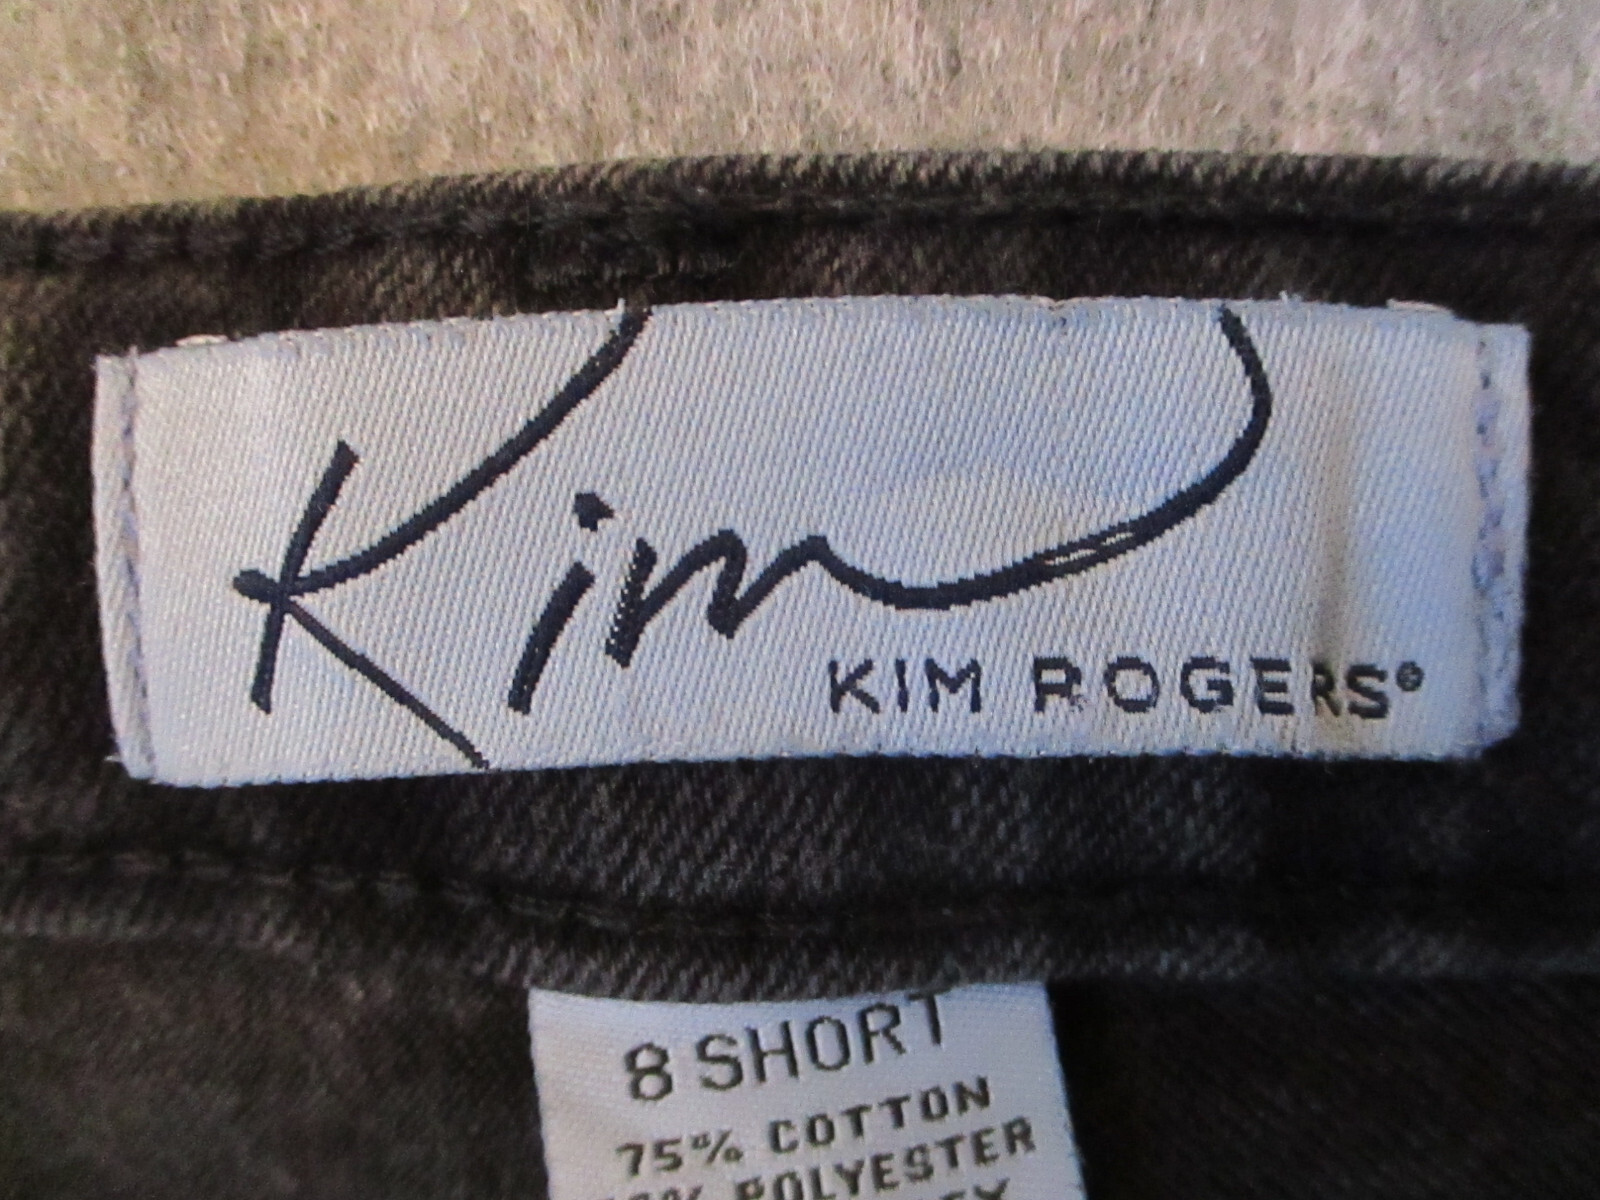 Kim
KIM ROGERS®
8 SHORT
75% COTTON
POLYESTER